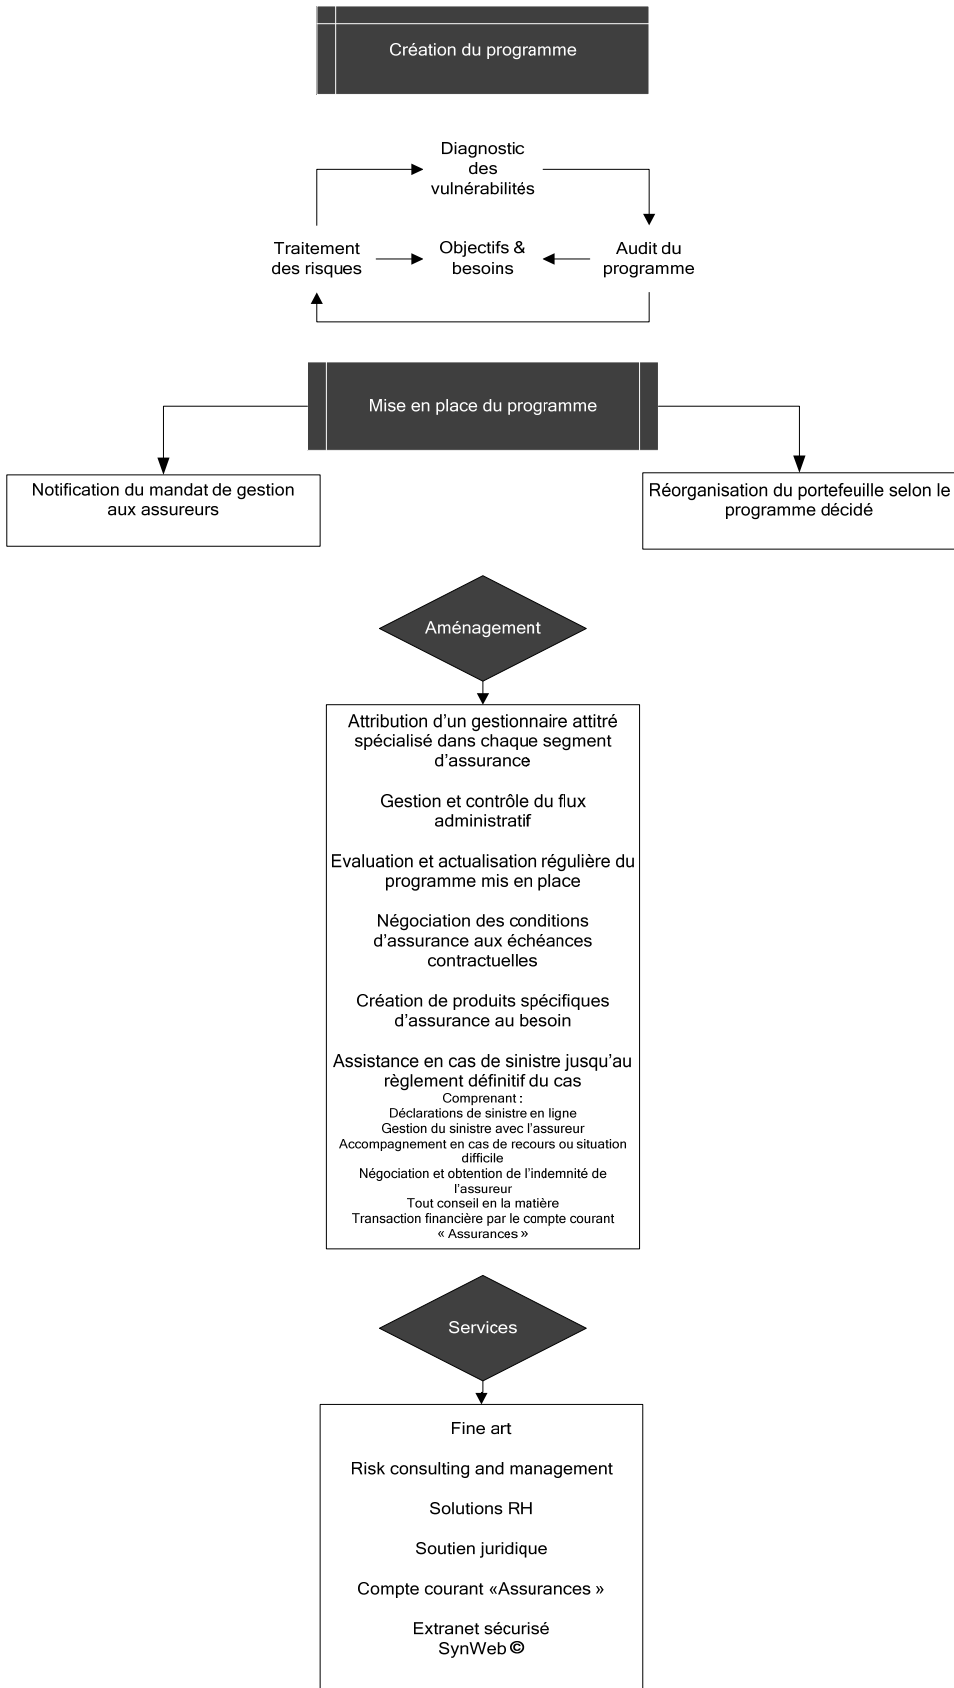 Création du programme
Diagnostic
des
vulnérabilités
Traitement
des risques
Objectifs &
besoins
Audit du
programme
Mise en place du programme
Notification du mandat de gestion
aux assureurs
Réorganisation du portefeuille selon le
programme décidé
Aménagement
Attribution d’un gestionnaire attitré
spécialisé dans chaque segment
d’assurance
Gestion et contrôle du flux
administratif
Evaluation et actualisation régulière du
programme mis en place
Négociation des conditions
d’assurance aux échéances
contractuelles
Création de produits spécifiques
d’assurance au besoin
Assistance en cas de sinistre jusqu’au
règlement définitif du cas
Comprenant :
Déclarations de sinistre en ligne
Gestion du sinistre avec l’assureur
Accompagnement en cas de recours ou situation
difficile
Négociation et obtention de l’indemnité de
l’assureur
Tout conseil en la matière
Transaction financière par le compte courant
« Assurances »
Services
Fine art
Risk consulting and management
Solutions RH
Soutien juridique
Compte courant «Assurances »
Extranet sécurisé
SynWeb ©